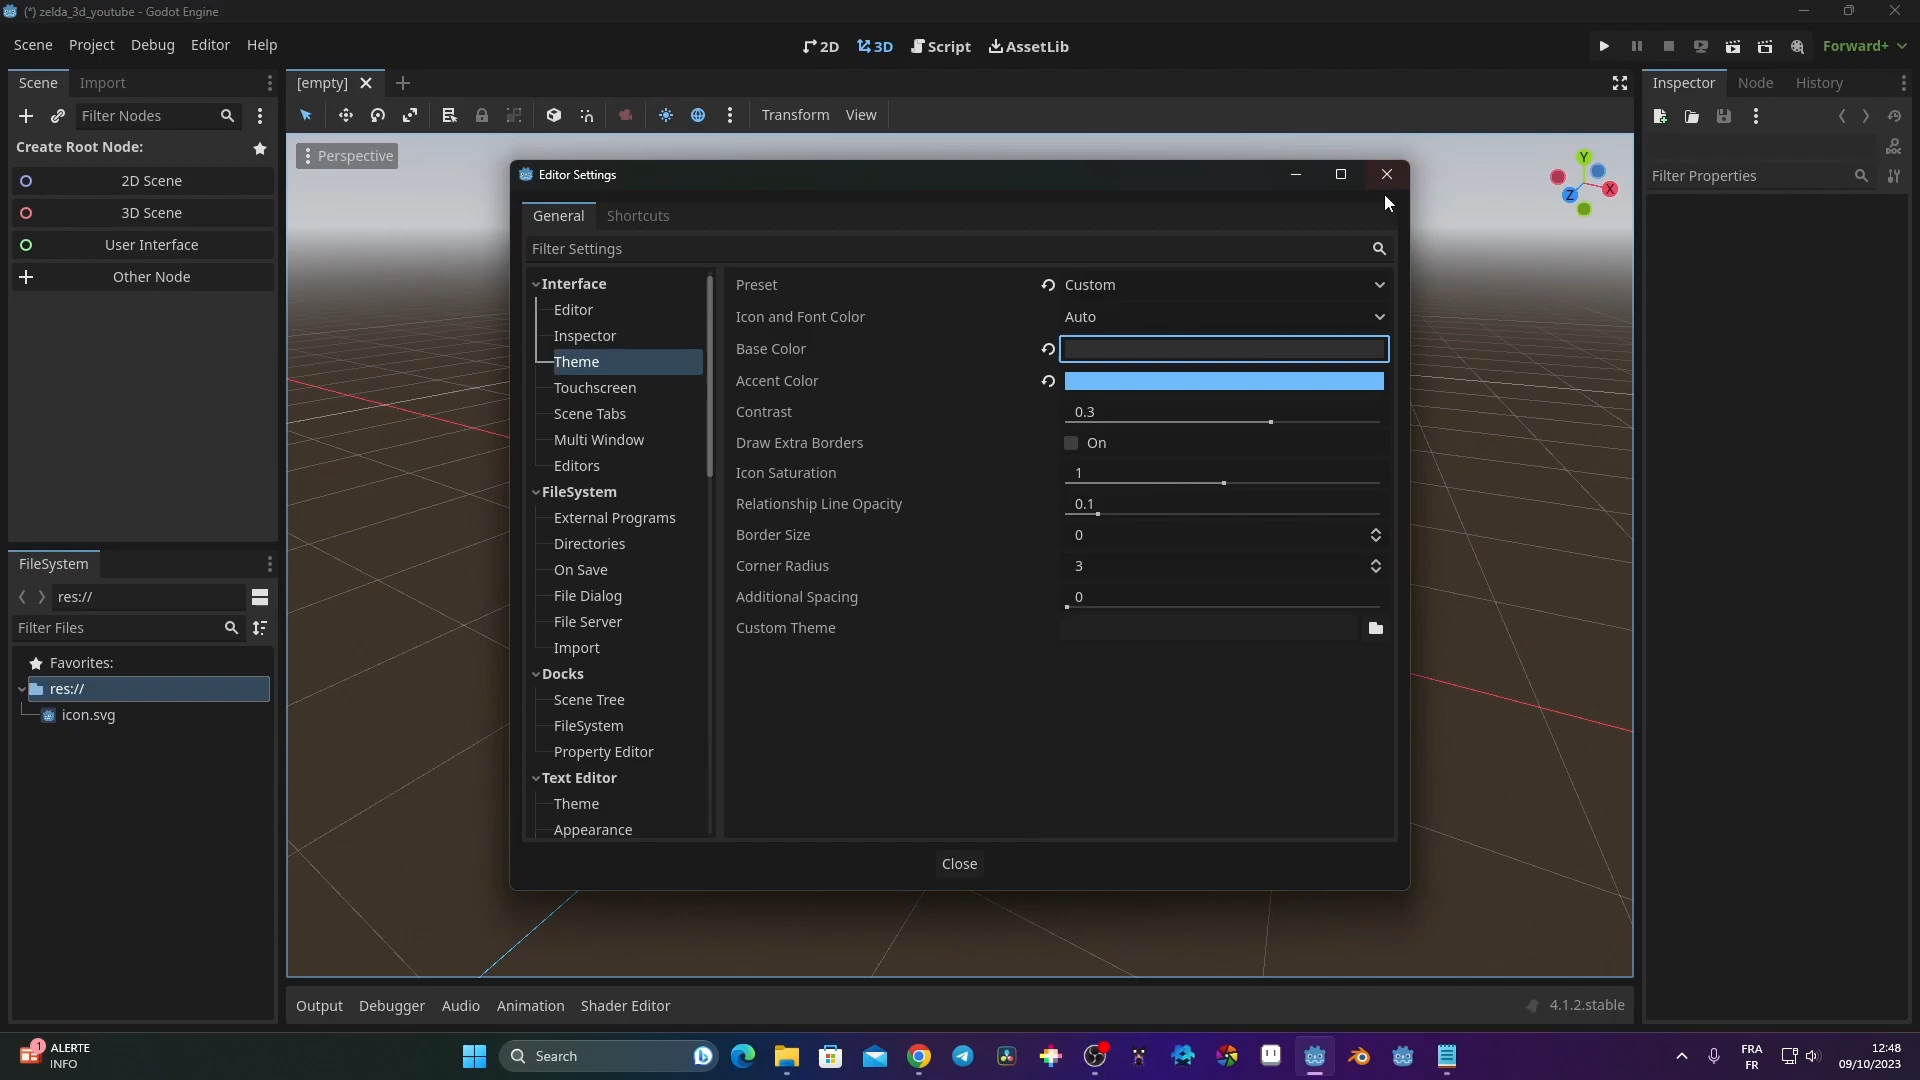 (*) zelda_3d_youtube - Godot Engine
Scene Project Debug Editor Help
2D 3D Script AssetLib
Forward+
Scene Import
[empty]
Inspector Node History
Filter Nodes
Transform View
Create Root Node:
Perspective
2D Scene
3D Scene
User Interface
Other Node
Y
X
Z
DOC
Filter Properties
Editor Settings
General Shortcuts
Filter Settings
Interface
Editor
Inspector
Theme
Touchscreen
Scene Tabs
Multi Window
Editors
FileSystem
External Programs
Directories
On Save
File Dialog
File Server
Import
Docks
Scene Tree
FileSystem
Property Editor
Text Editor
Theme
Appearance
Preset Custom
Icon and Font Color Auto
Base Color
Accent Color
Contrast 0.3
Draw Extra Borders On
Icon Saturation 1
Relationship Line Opacity 0.1
Border Size 0
Corner Radius 3
Additional Spacing 0
Custom Theme
Close
FileSystem
res://
Filter Files
Favorites:
res://
icon.svg
Output Debugger Audio Animation Shader Editor
4.1.2.stable
1
ALERTE
INFO
Search
FRA
FR
12:48
09/10/2023